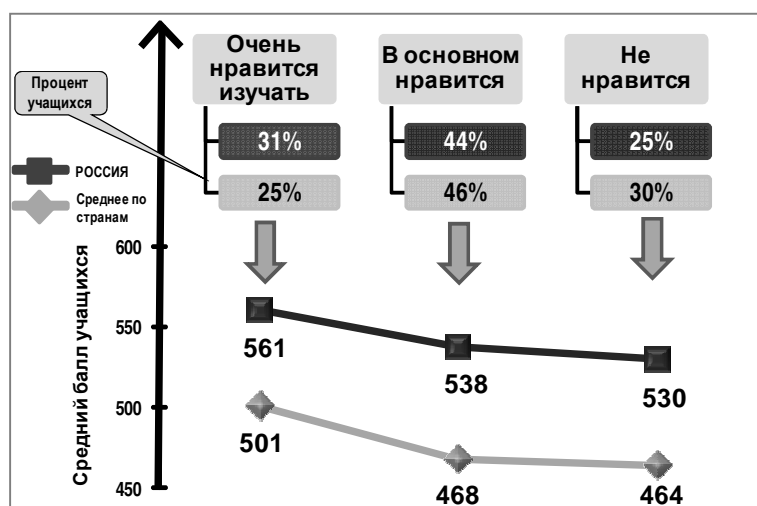 Очень
нравится
изучать
В основном
нравится
Не
нравится
Процент
учащихся
31%
44%
25%
РОССИЯ
25%
46%
30%
Среднее по
странам
Средний балл учащихся
600
550
500
450
561
538
530
501
468
464